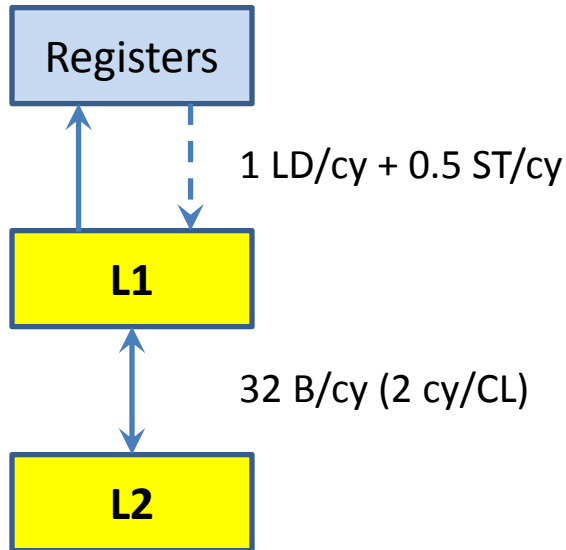 Registers
1 LD/cy + 0.5 ST/cy
L1
32 B/cy (2 cy/CL)
L2